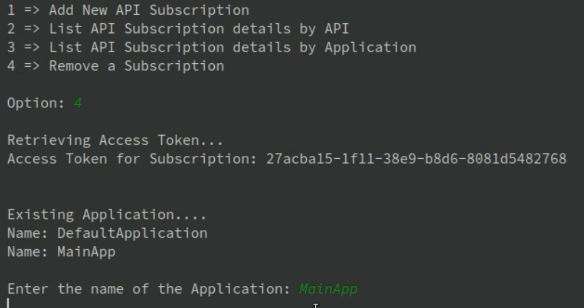 1 => Add New API Subscription
2 => List API Subscription details by API
3 => List API Subscription details by Application
4 => Remove a Subscription
Option: 4
Retrieving Access Token...
Access Token for Subscription: 27acba15-1f11-38e9-b8d6-8081d5482768
Existing Application....
Name: DefaultApplication
Name: MainApp
Enter the name of the Application: MainApp